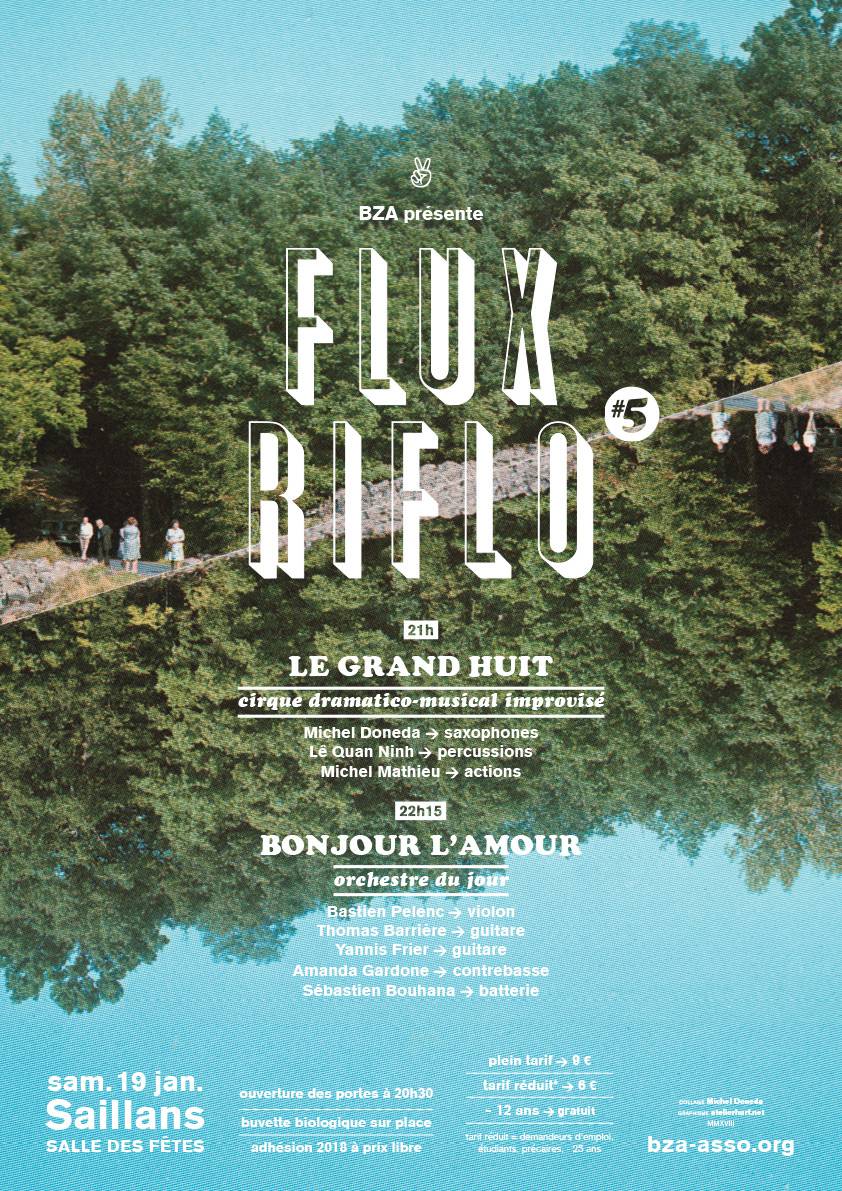 BZA présente
FLUX
RIFLO
#5
21h
LE GRAND HUIT
cirque dramatico-musical improvisé
Michel Doneda → saxophones
Lê Quan Ninh → percussions
Michel Mathieu → actions
22h15
BONJOUR L'AMOUR
orchestre du jour
Bastien Pelenc → violon
Thomas Barrière → guitare
Yannis Frier → guitare
Amanda Gardone → contrebasse
Sébastien Bouhana → batterie
sam. 19 jan.
Saillans
SALLE DES FÊTES
ouverture des portes à 20h30
buvette biologique sur place
adhésion 2018 à prix libre
plein tarif → 9 €
tarif réduit* → 6 €
- 12 ans → gratuit
tarif réduit = demandeurs d'emploi,
étudiants, précaires, 25 ans
COLLAGE Michel Doneda
GRAPHISME atelierhurf.net
MMXVIII
bza-asso.org